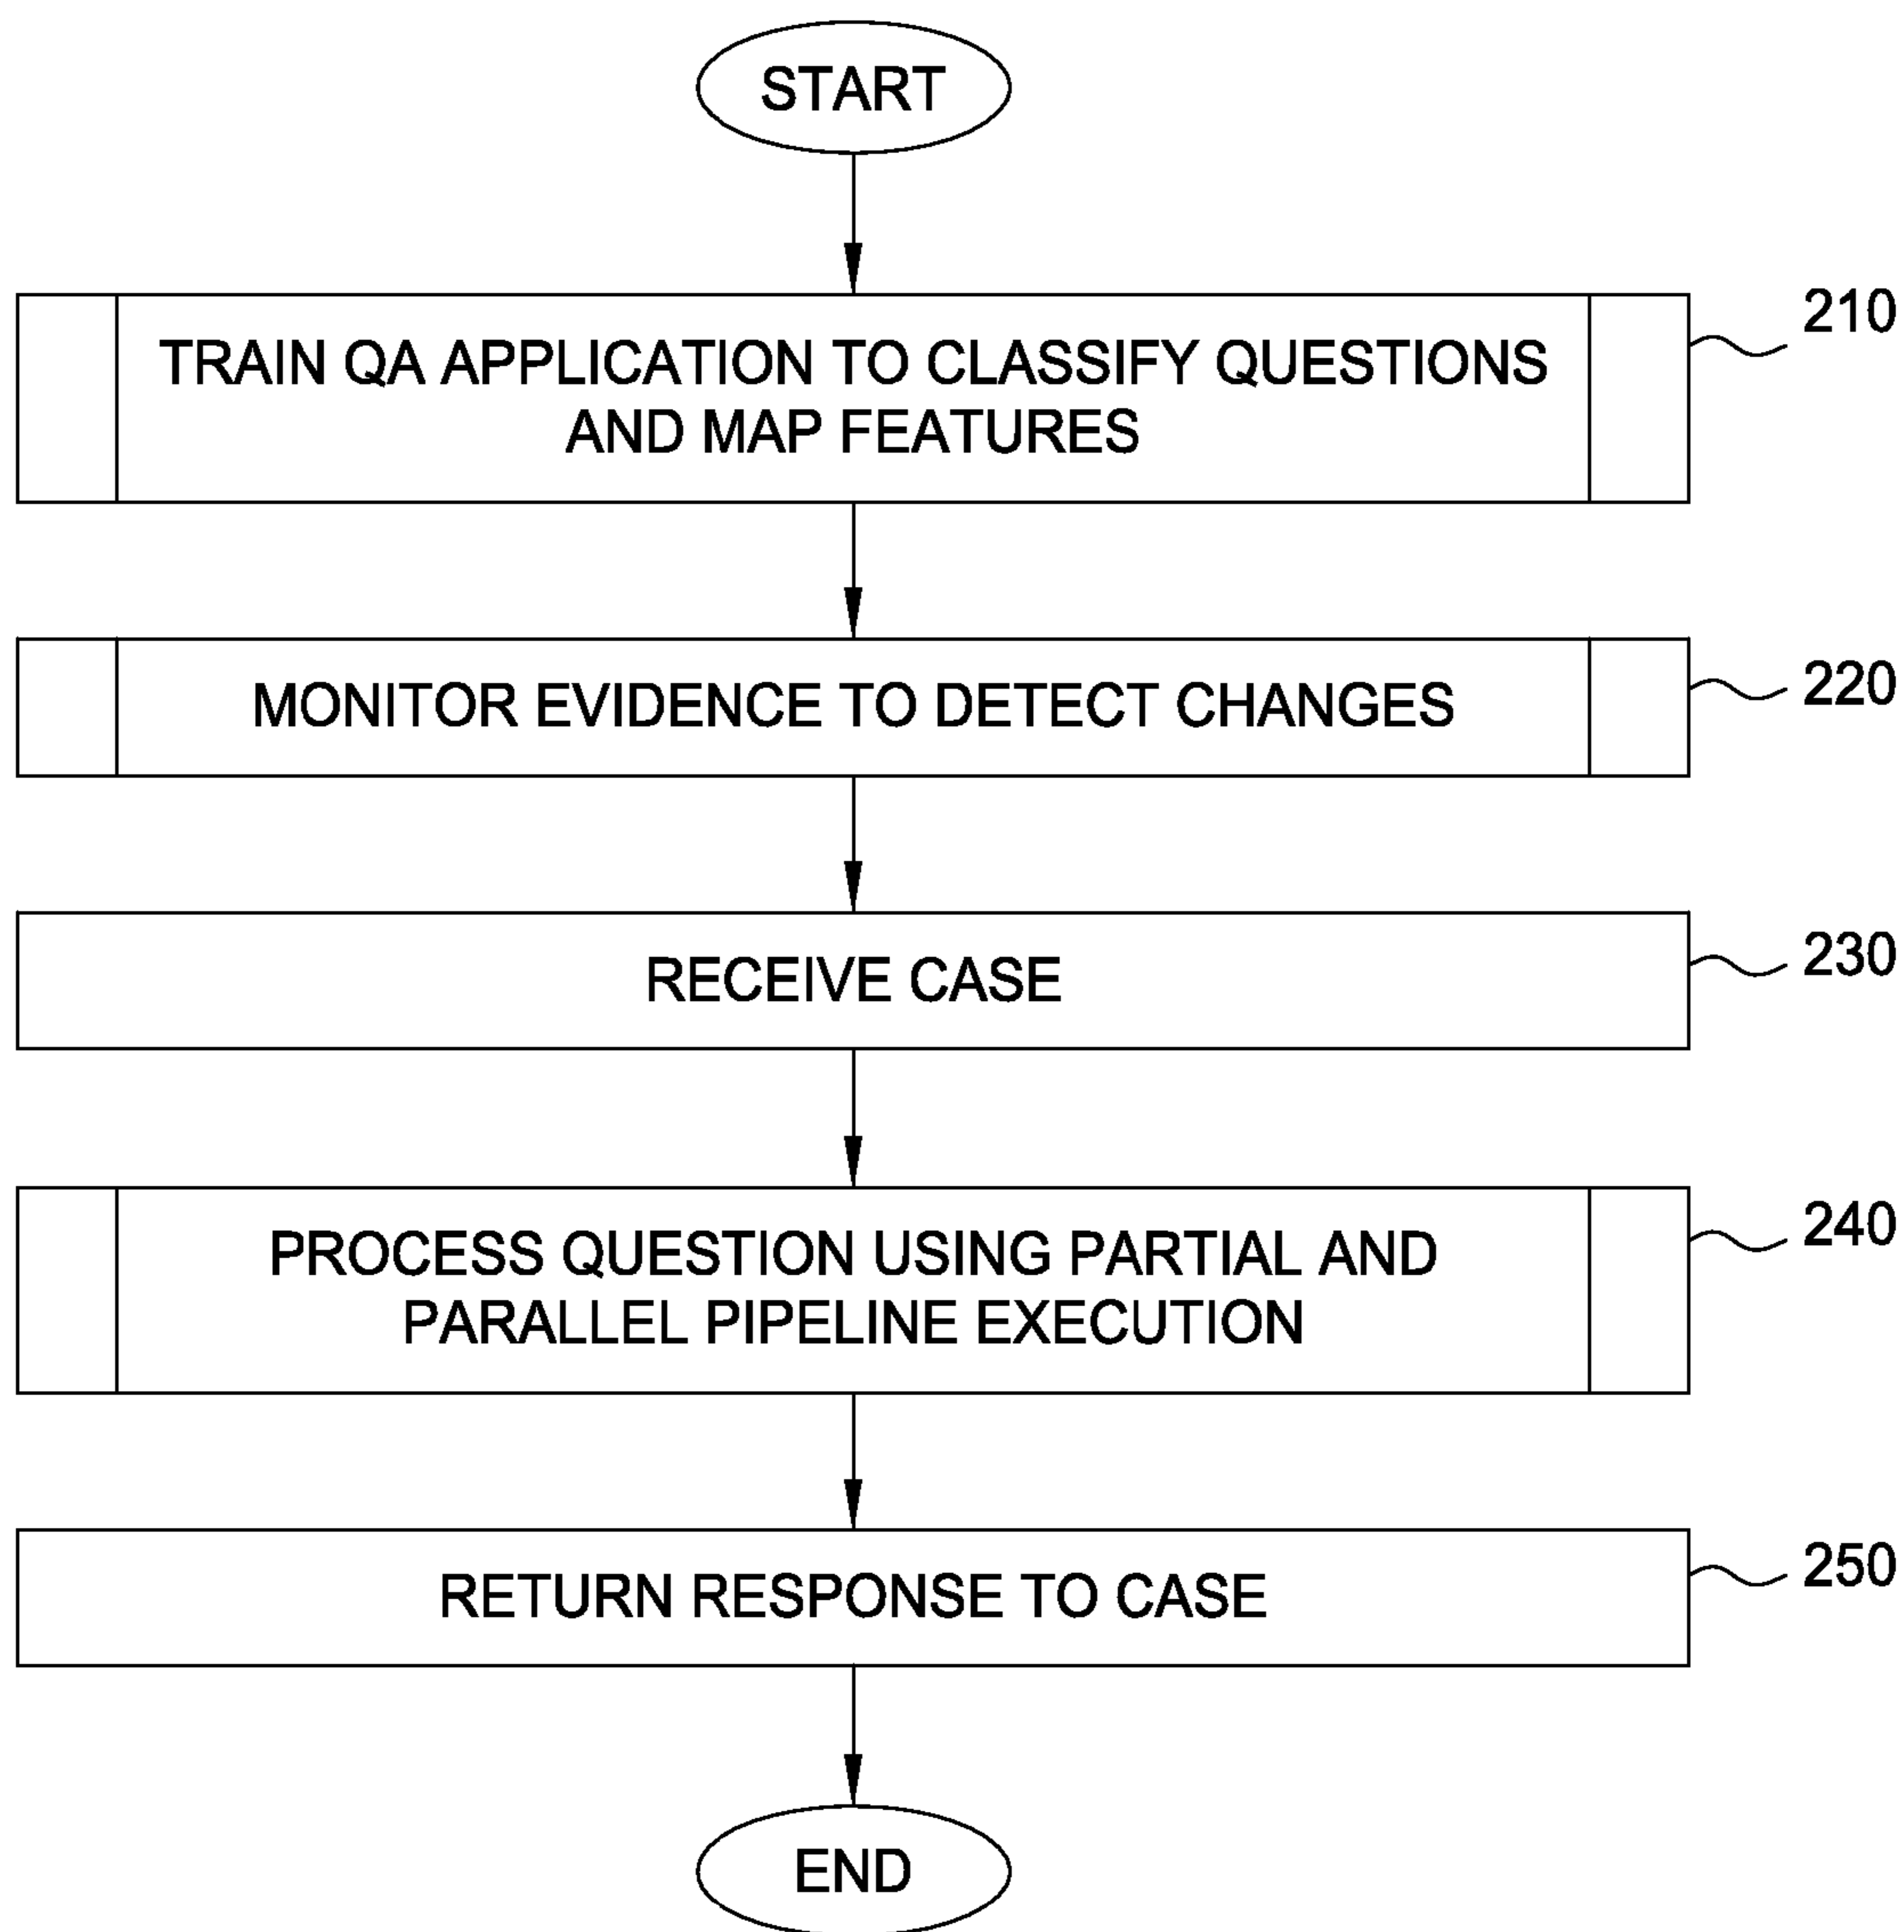 START
TRAIN QA APPLICATION TO CLASSIFY QUESTIONS
AND MAP FEATURES
210
MONITOR EVIDENCE TO DETECT CHANGES
220
RECEIVE CASE
230
PROCESS QUESTION USING PARTIAL AND
PARALLEL PIPELINE EXECUTION
240
RETURN RESPONSE TO CASE
250
END